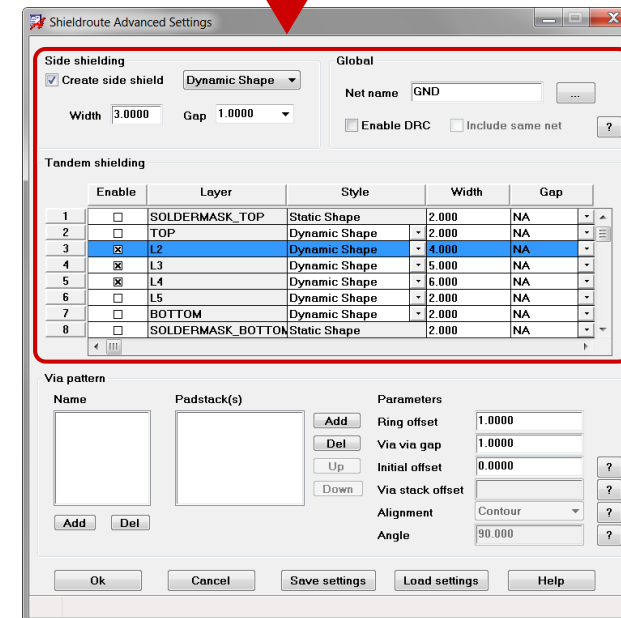 Shieldroute Advanced Settings
Side shielding
Create side shield Dynamic Shape
Width 3.0000 Gap 1.0000
Global
Net name GND ...
Enable DRC Include same net ?
Tandem shielding
Enable Layer Style Width Gap
1 SOLDERMASK_TOP Static Shape 2.000 NA
2 TOP Dynamic Shape 2.000 NA
3 L2 Dynamic Shape 4.000 NA
4 L3 Dynamic Shape 5.000 NA
5 L4 Dynamic Shape 6.000 NA
6 L5 Dynamic Shape 2.000 NA
7 BOTTOM Dynamic Shape 2.000 NA
8 SOLDERMASK_BOTTOM Static Shape 2.000 NA
Via pattern
Name Padstack(s)
Add
Del
Up
Down
Add Del
Parameters
Ring offset 1.0000
Via via gap 1.0000
Initial offset 0.0000 ?
Via stack offset ?
Alignment Contour ?
Angle 90.000 ?
Ok Cancel Save settings Load settings Help